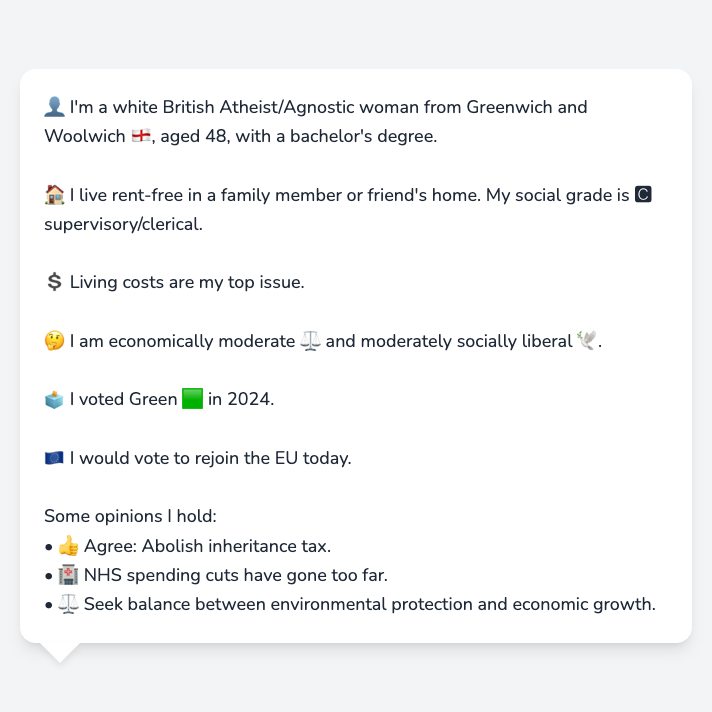 👤 I'm a white British Atheist/Agnostic woman from Greenwich and
Woolwich 🏴󠁧󠁢󠁥󠁮󠁧󠁿, aged 48, with a bachelor's degree.
🏠 I live rent-free in a family member or friend's home. My social grade is 🅲
supervisory/clerical.
💲 Living costs are my top issue.
🤔 I am economically moderate ⚖️ and moderately socially liberal 🕊️.
🗳️ I voted Green 🟩 in 2024.
🇪🇺 I would vote to rejoin the EU today.
Some opinions I hold:
• 👍 Agree: Abolish inheritance tax.
• 🏥 NHS spending cuts have gone too far.
• ⚖️ Seek balance between environmental protection and economic growth.